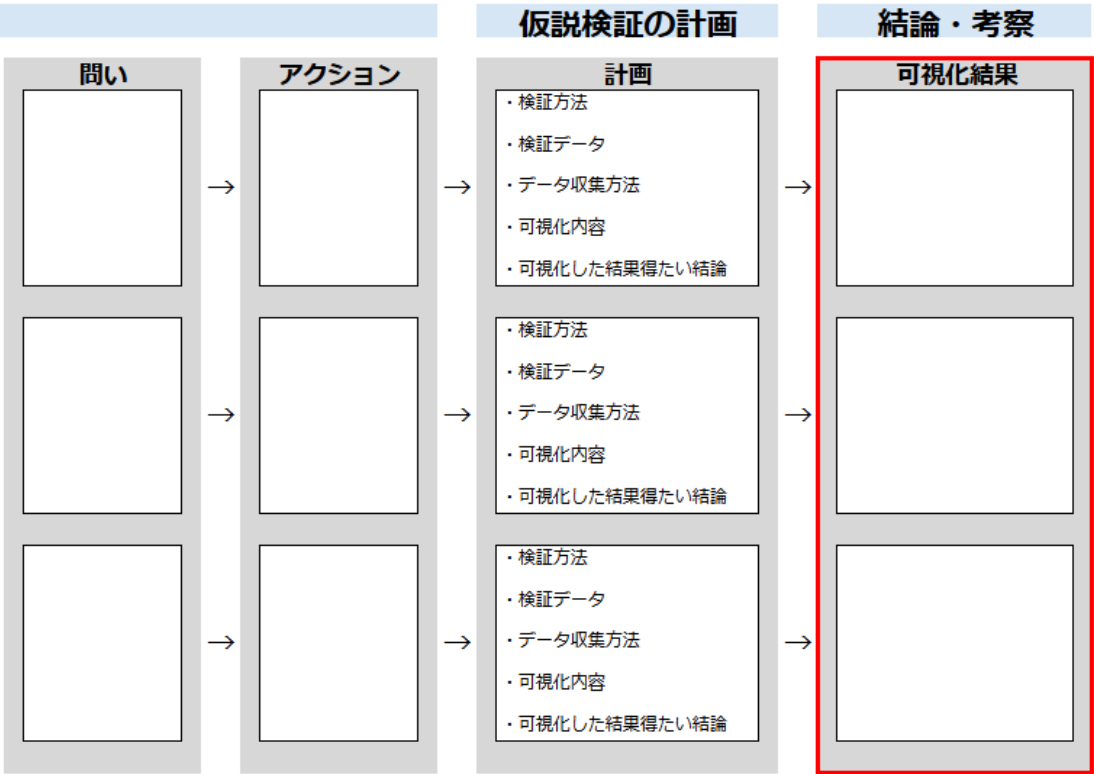 仮説検証の計画
結論・考察
問い
アクション
計画
可視化結果
・検証方法
・検証データ
・データ収集方法
・可視化内容
・可視化した結果得たい結論
→
→
→
・検証方法
・検証データ
・データ収集方法
・可視化内容
・可視化した結果得たい結論
→
→
→
・検証方法
・検証データ
・データ収集方法
・可視化内容
・可視化した結果得たい結論
→
→
→